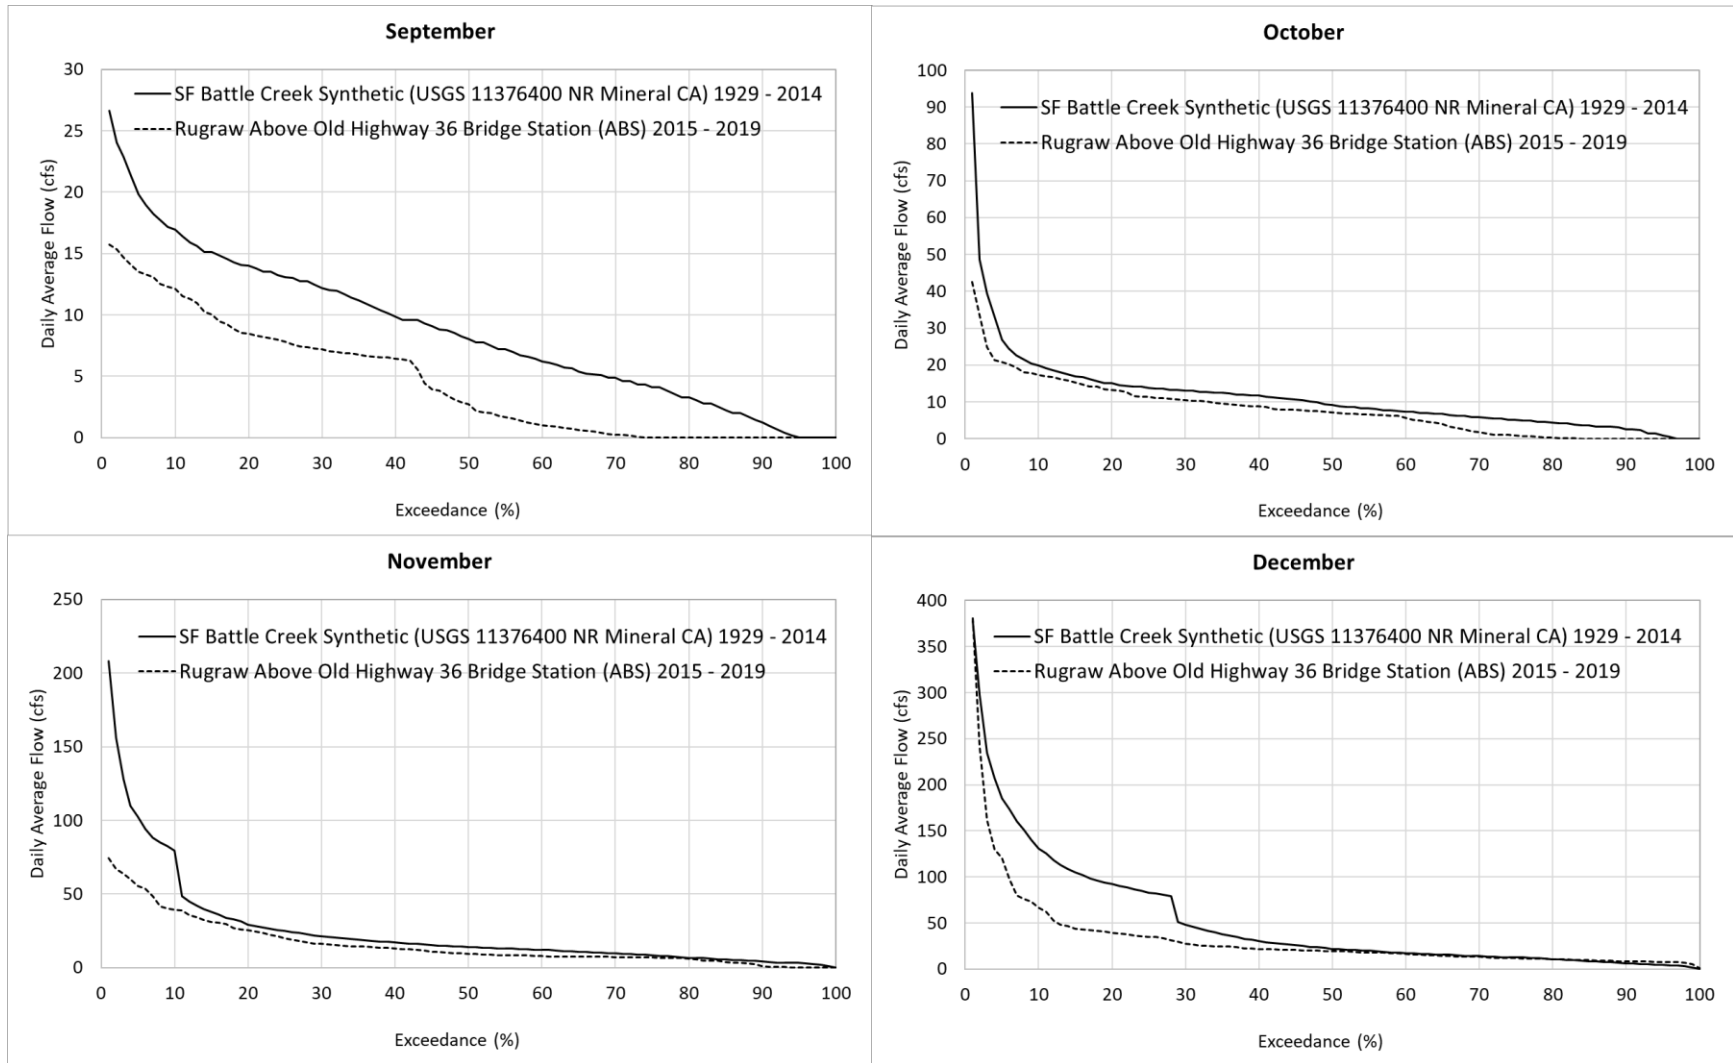 September
30
25
20
15
10
5
0
Daily Average Flow (cfs)
SF Battle Creek Synthetic (USGS 11376400 NR Mineral CA) 1929 - 2014
Rugraw Above Old Highway 36 Bridge Station (ABS) 2015 - 2019
0 10 20 30 40 50 60 70 80 90 100
Exceedance (%)
October
100
90
80
70
60
50
40
30
20
10
0
Daily Average Flow (cfs)
SF Battle Creek Synthetic (USGS 11376400 NR Mineral CA) 1929 - 2014
Rugraw Above Old Highway 36 Bridge Station (ABS) 2015 - 2019
0 10 20 30 40 50 60 70 80 90 100
Exceedance (%)
November
250
200
150
100
50
0
Daily Average Flow (cfs)
SF Battle Creek Synthetic (USGS 11376400 NR Mineral CA) 1929 - 2014
Rugraw Above Old Highway 36 Bridge Station (ABS) 2015 - 2019
0 10 20 30 40 50 60 70 80 90 100
Exceedance (%)
December
400
350
300
250
200
150
100
50
0
Daily Average Flow (cfs)
SF Battle Creek Synthetic (USGS 11376400 NR Mineral CA) 1929 - 2014
Rugraw Above Old Highway 36 Bridge Station (ABS) 2015 - 2019
0 10 20 30 40 50 60 70 80 90 100
Exceedance (%)